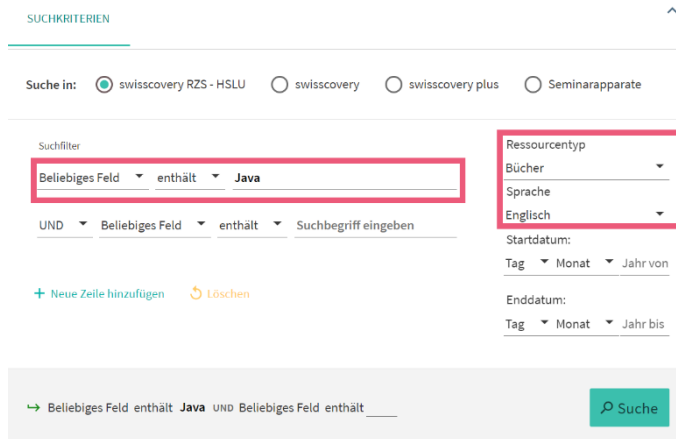 SUCHKRITERIEN
Suche in: swisscovery RZS - HSLU swisscovery swisscovery plus Seminarapparate
Suchfilter
Beliebiges Feld enthält Java
UND Beliebiges Feld enthält Suchbegriff eingeben
+ Neue Zeile hinzufügen Löschen
Ressourcentyp
Bücher
Sprache
Englisch
Startdatum:
Tag Monat Jahr von
Enddatum:
Tag Monat Jahr bis
Beliebiges Feld enthält Java UND Beliebiges Feld enthält
Suche